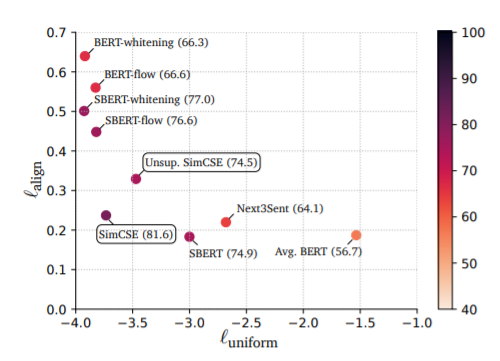 0.7
0.6
0.5
0.4
0.3
0.2
0.1
0.0
ℓalign
BERT-whitening (66.3)
BERT-flow (66.6)
SBERT-whitening (77.0)
SBERT-flow (76.6)
Unsup. SimCSE (74.5)
Next3Sent (64.1)
SimCSE (81.6)
SBERT (74.9)
Avg. BERT (56.7)
−4.0 −3.5 −3.0 −2.5 −2.0 −1.5 −1.0
ℓuniform
100
90
80
70
60
50
40